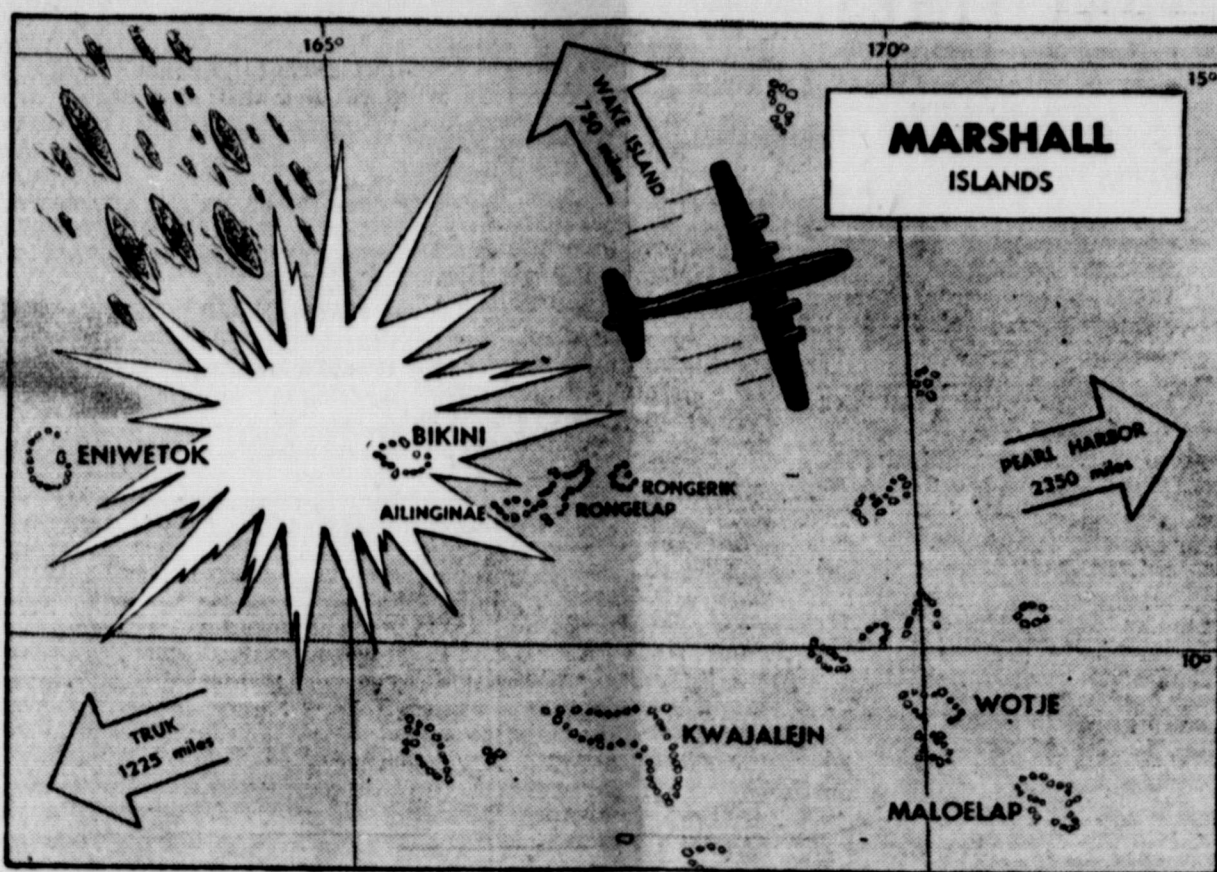 165°
170°
15°
WAKE ISLAND
750 miles
MARSHALL
ISLANDS
ENIWETOK
BIKINI
PEARL HARBOR
2350 miles
RONGERIK
AILINGINAE
RONGELAP
10°
TRUK
1225 miles
KWAJALEJN
WOTJE
MALOELAP